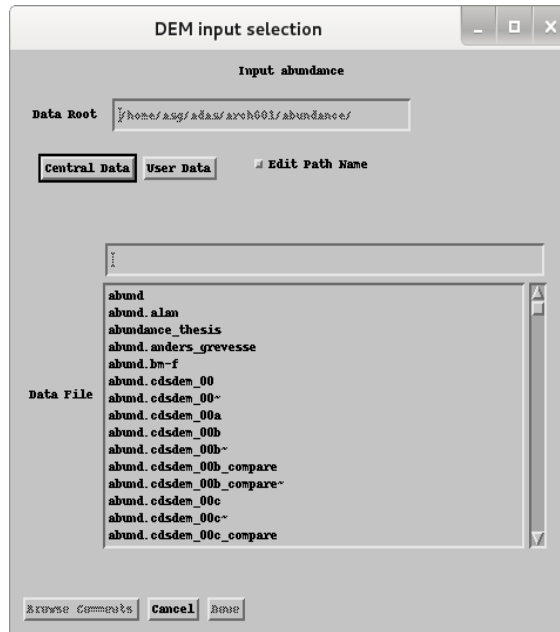 DEM input selection
Input abundance
Data Root /home/asg/adas/arch601/abundance/
Central Data User Data Edit Path Name
abund
abund.alan
abundance_thesis
abund.anders_grevesse
abund.bm-f
abund.cdsdem_00
Data File abund.cdsdem_00~
abund.cdsdem_00a
abund.cdsdem_00b
abund.cdsdem_00b~
abund.cdsdem_00b_compare
abund.cdsdem_00b_compare~
abund.cdsdem_00c
abund.cdsdem_00c~
abund.cdsdem_00c_compare
Browse Comments Cancel Done